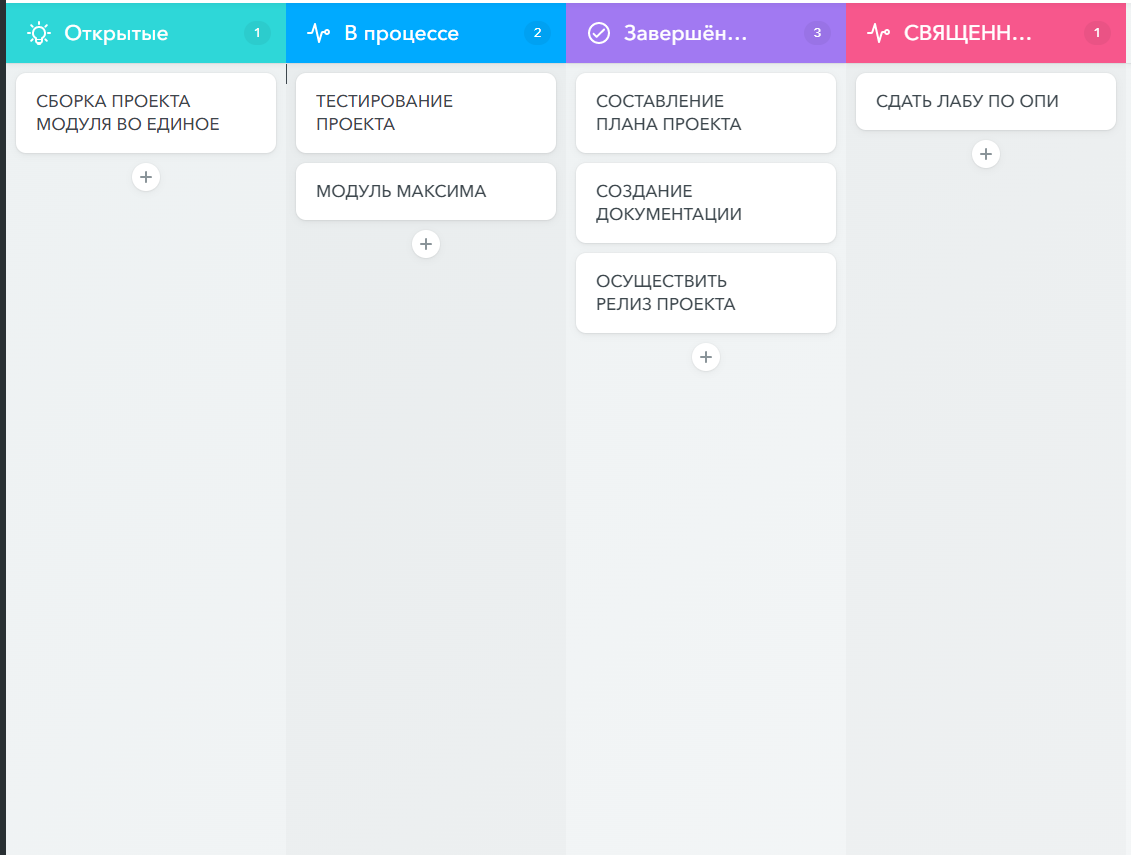 Открытые 1
СБОРКА ПРОЕКТА
МОДУЛЯ ВО ЕДИНОЕ
В процессе 2
ТЕСТИРОВАНИЕ
ПРОЕКТА
МОДУЛЬ МАКСИМА
Завершён... 3
СОСТАВЛЕНИЕ
ПЛАНА ПРОЕКТА
СОЗДАНИЕ
ДОКУМЕНТАЦИИ
ОСУЩЕСТВИТЬ
РЕЛИЗ ПРОЕКТА
СВЯЩЕНН... 1
СДАТЬ ЛАБУ ПО ОПИ